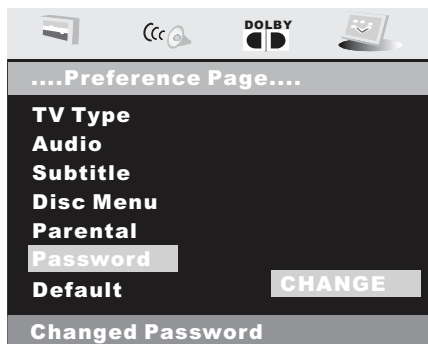 DOLBY
....Preference Page....
TV Type
Audio
Subtitle
Disc Menu
Parental
Password
Default
CHANGE
Changed Password